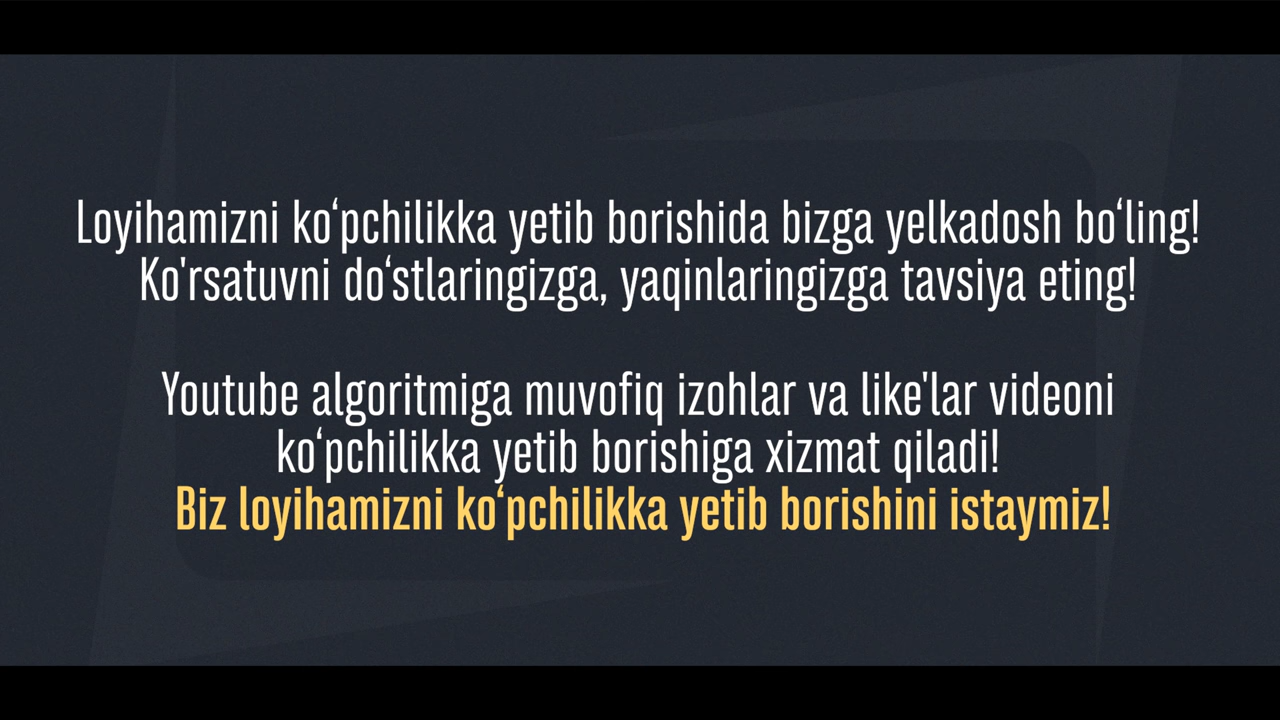 Loyihamizni ko‘pchilikka yetib borishida bizga yelkadosh bo‘ling!
Ko'rsatuvni do‘stlaringizga, yaqinlaringizga tavsiya eting!
Youtube algoritmiga muvofiq izohlar va like'lar videoni
ko‘pchilikka yetib borishiga xizmat qiladi!
Biz loyihamizni ko‘pchilikka yetib borishini istaymiz!